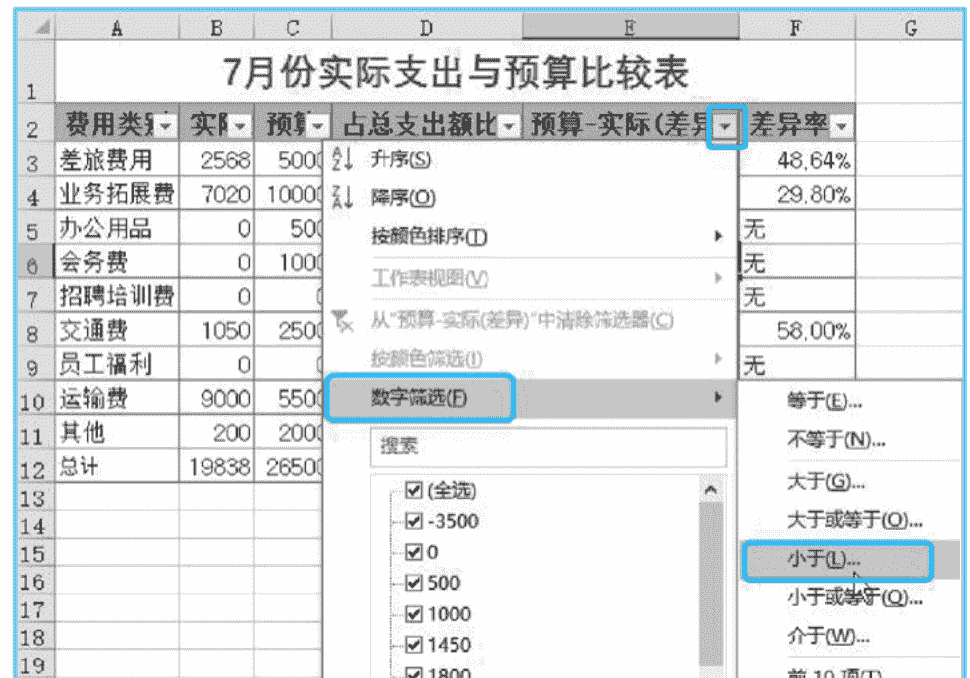 A B C D E F G
1 7月份实际支出与预算比较表
2 费用类 实 预 占总支出额比 预算-实际(差异 差异率
3 差旅费用 2568 500 升序(S) 48.64%
4 业务拓展费 7020 1000 降序(O) 29.80%
5 办公用品 0 50 按颜色排序(T) 无
6 会务费 0 100 工作表视图(V) 无
7 招聘培训费 0 从"预算-实际(差异)"中清除筛选器(C) 无
8 交通费 1050 250 按颜色筛选(I) 58.00%
9 员工福利 0 数字筛选(F) 无
10 运输费 9000 550 等于(E)...
11 其他 200 200 搜索 不等于(N)...
12 总计 19838 2650 (全选) 大于(G)...
13 -3500 大于或等于(O)...
14 0 小于(L)...
15 500 小于或等于(Q)...
16 1000 介于(W)...
17 1450
18 1800
19